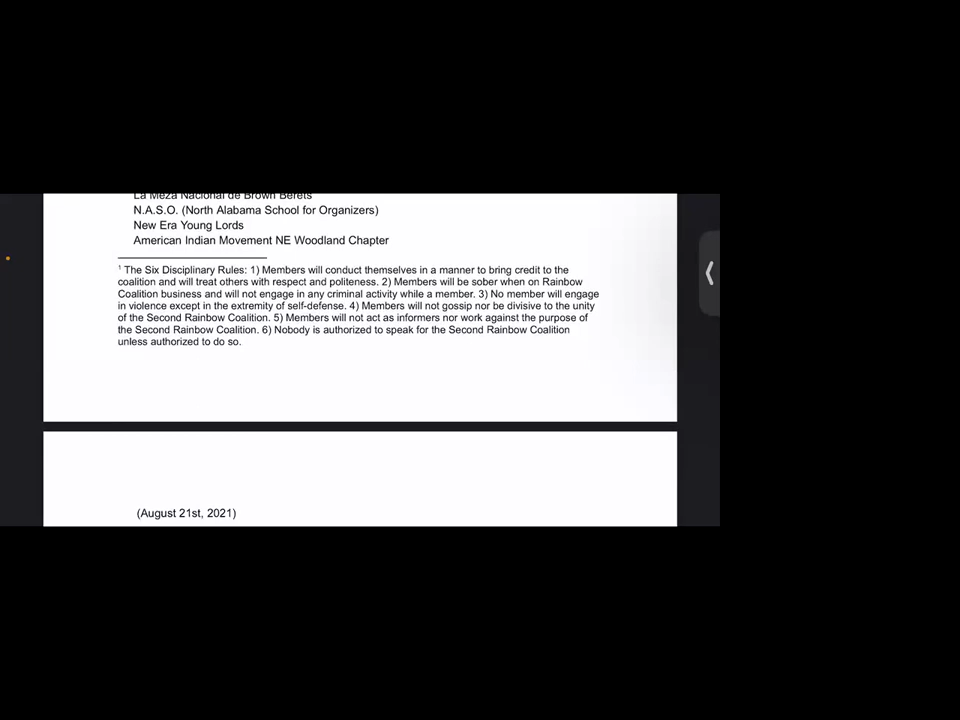 La Meza Nacional de Brown Berets
N.A.S.O. (North Alabama School for Organizers)
New Era Young Lords
American Indian Movement NE Woodland Chapter
1 The Six Disciplinary Rules: 1) Members will conduct themselves in a manner to bring credit to the
coalition and will treat others with respect and politeness. 2) Members will be sober when on Rainbow
Coalition business and will not engage in any criminal activity while a member. 3) No member will engage
in violence except in the extremity of self-defense. 4) Members will not gossip nor be divisive to the unity
of the Second Rainbow Coalition. 5) Members will not act as informers nor work against the purpose of
the Second Rainbow Coalition. 6) Nobody is authorized to speak for the Second Rainbow Coalition
unless authorized to do so.
(August 21st, 2021)